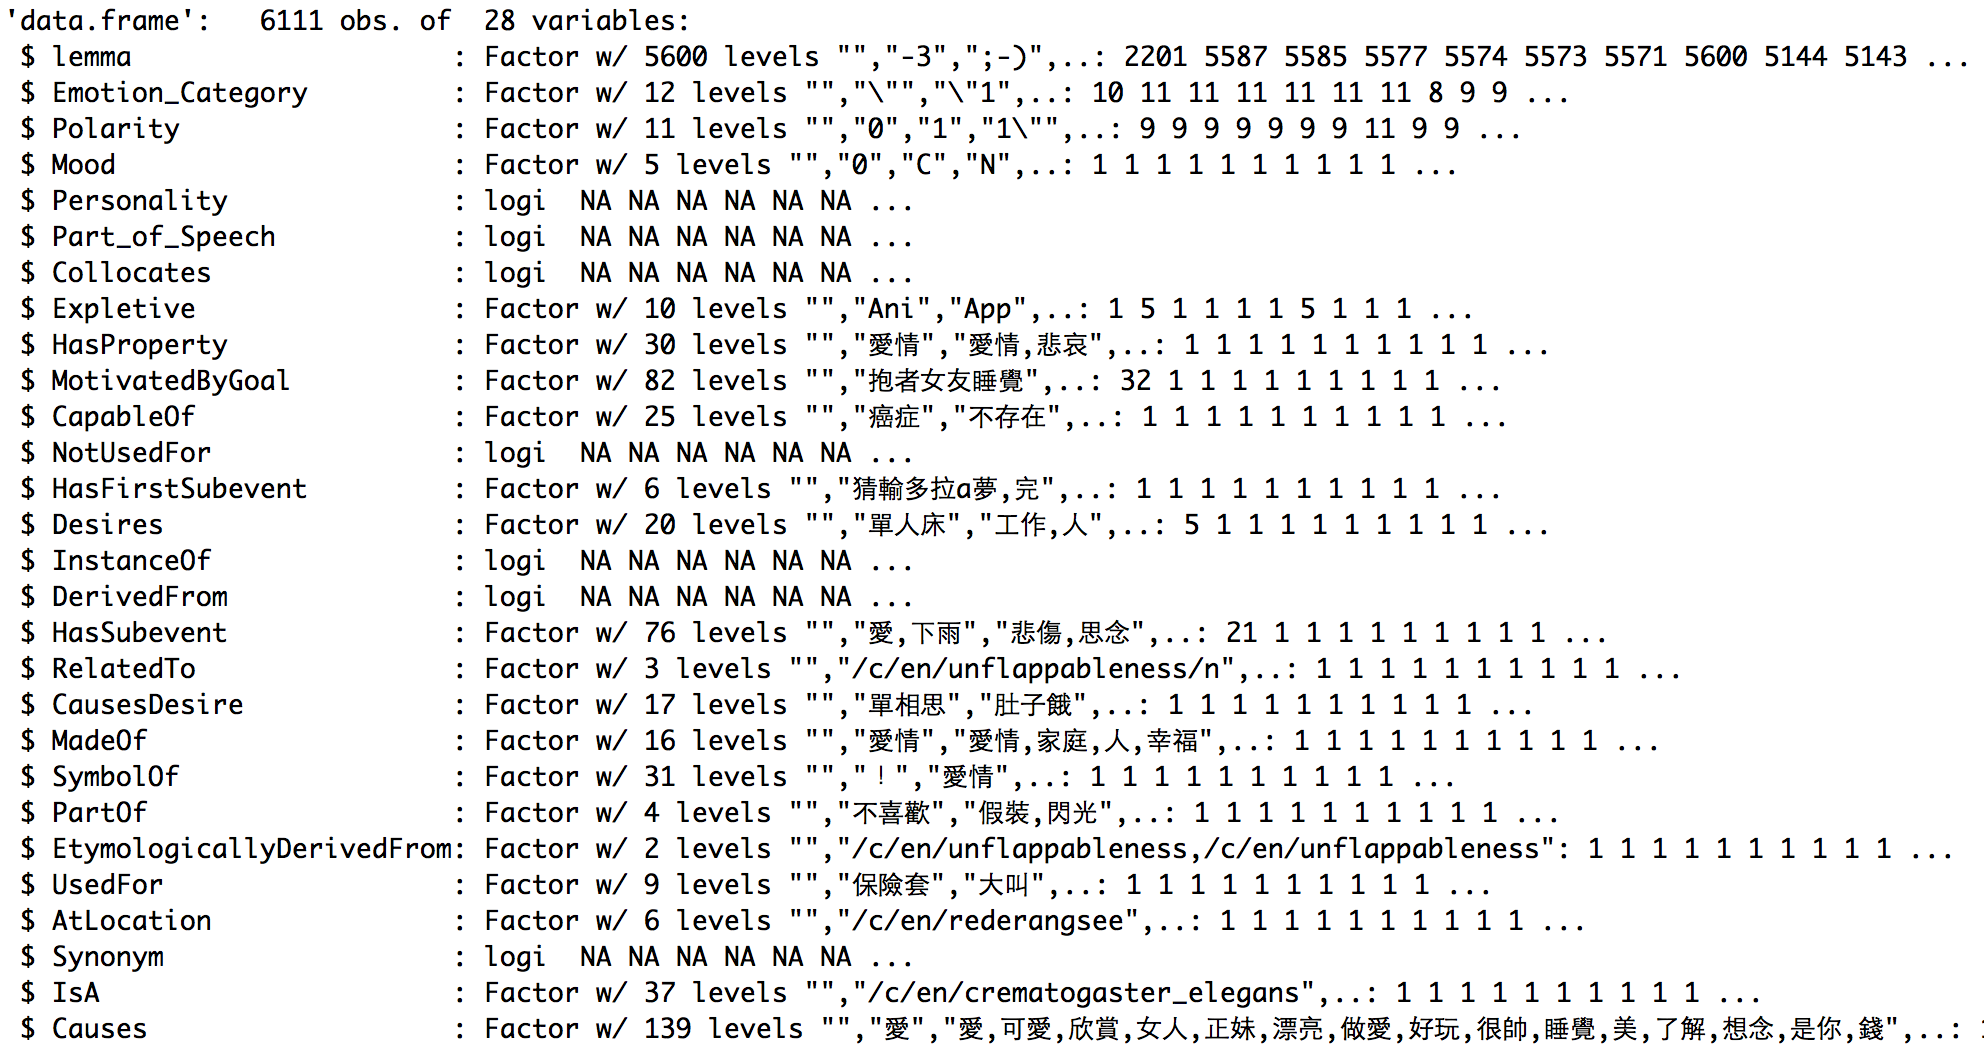 'data.frame':   6111 obs. of  28 variables:
 $ lemma                    : Factor w/ 5600 levels "","-3",";-)",..: 2201 5587 5585 5577 5574 5573 5571 5600 5144 5143 ...
 $ Emotion_Category         : Factor w/ 12 levels "","\"","\"1",..: 10 11 11 11 11 11 11 8 9 9 ...
 $ Polarity                 : Factor w/ 11 levels "","0","1","1\"",..: 9 9 9 9 9 9 9 11 9 9 ...
 $ Mood                     : Factor w/ 5 levels "","0","C","N",..: 1 1 1 1 1 1 1 1 1 1 ...
 $ Personality              : logi  NA NA NA NA NA NA ...
 $ Part_of_Speech           : logi  NA NA NA NA NA NA ...
 $ Collocates               : logi  NA NA NA NA NA NA ...
 $ Expletive                : Factor w/ 10 levels "","Ani","App",..: 1 5 1 1 1 1 5 1 1 1 ...
 $ HasProperty              : Factor w/ 30 levels "","愛情","愛情,悲哀",..: 1 1 1 1 1 1 1 1 1 1 ...
 $ MotivatedByGoal          : Factor w/ 82 levels "","抱者女友睡覺",..: 32 1 1 1 1 1 1 1 1 1 ...
 $ CapableOf                : Factor w/ 25 levels "","癌症","不存在",..: 1 1 1 1 1 1 1 1 1 1 ...
 $ NotUsedFor               : logi  NA NA NA NA NA NA ...
 $ HasFirstSubevent         : Factor w/ 6 levels "","猜輸多拉a夢,完",..: 1 1 1 1 1 1 1 1 1 1 ...
 $ Desires                  : Factor w/ 20 levels "","單人床","工作,人",..: 5 1 1 1 1 1 1 1 1 1 ...
 $ InstanceOf               : logi  NA NA NA NA NA NA ...
 $ DerivedFrom              : logi  NA NA NA NA NA NA ...
 $ HasSubevent              : Factor w/ 76 levels "","愛,下雨","悲傷,思念",..: 21 1 1 1 1 1 1 1 1 1 ...
 $ RelatedTo                : Factor w/ 3 levels "","/c/en/unflappableness/n",..: 1 1 1 1 1 1 1 1 1 1 ...
 $ CausesDesire             : Factor w/ 17 levels "","單相思","肚子餓",..: 1 1 1 1 1 1 1 1 1 1 ...
 $ MadeOf                   : Factor w/ 16 levels "","愛情","愛情,家庭,人,幸福",..: 1 1 1 1 1 1 1 1 1 1 ...
 $ SymbolOf                 : Factor w/ 31 levels "","！","愛情",..: 1 1 1 1 1 1 1 1 1 1 ...
 $ PartOf                   : Factor w/ 4 levels "","不喜歡","假裝,閃光",..: 1 1 1 1 1 1 1 1 1 1 ...
 $ EtymologicallyDerivedFrom: Factor w/ 2 levels "","/c/en/unflappableness,/c/en/unflappableness": 1 1 1 1 1 1 1 1 1 1 ...
 $ UsedFor                  : Factor w/ 9 levels "","保險套","大叫",..: 1 1 1 1 1 1 1 1 1 1 ...
 $ AtLocation               : Factor w/ 6 levels "","/c/en/rederangsee",..: 1 1 1 1 1 1 1 1 1 1 ...
 $ Synonym                  : logi  NA NA NA NA NA NA ...
 $ IsA                      : Factor w/ 37 levels "","/c/en/crematogaster_elegans",..: 1 1 1 1 1 1 1 1 1 1 ...
 $ Causes                   : Factor w/ 139 levels "","愛","愛,可愛,欣賞,女人,正妹,漂亮,做愛,好玩,很帥,睡覺,美,了解,想念,是你,錢",..: